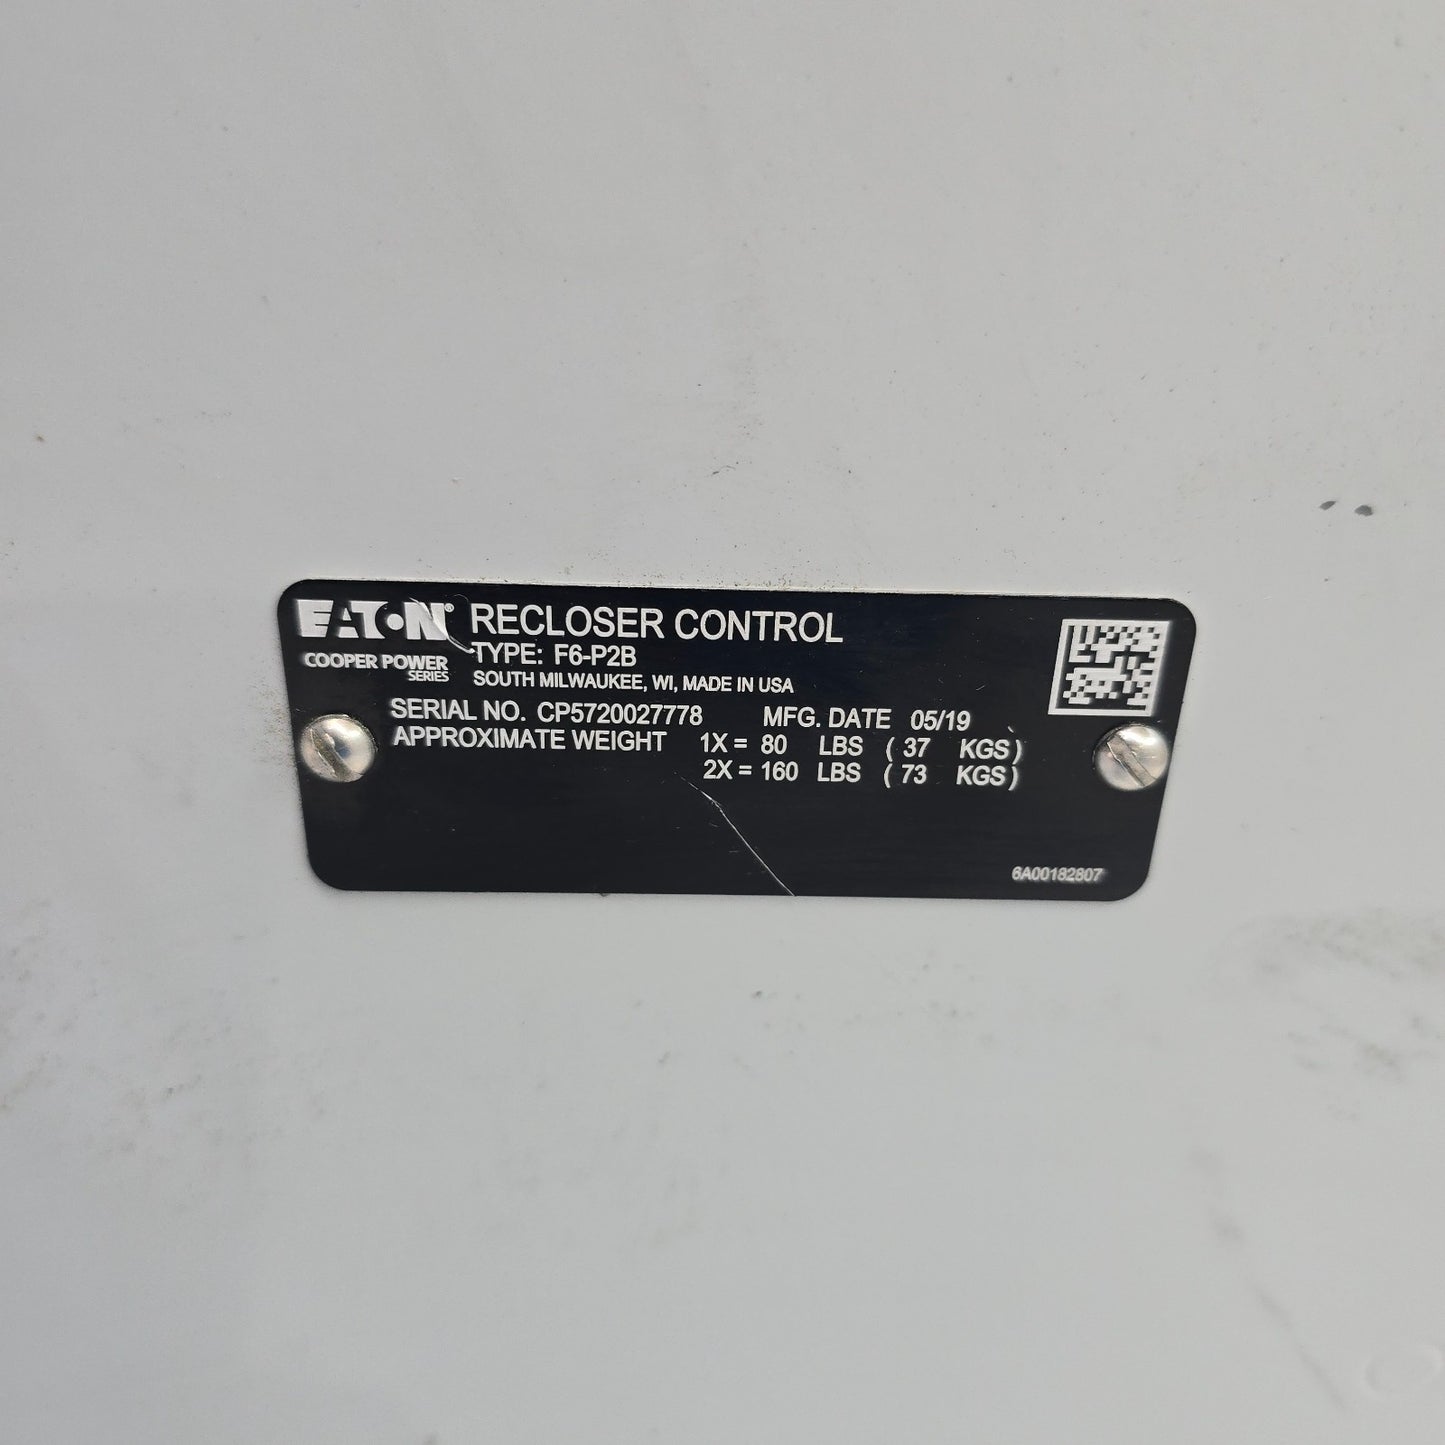 EATON® RECLOSER CONTROL
COOPER POWER SERIES
TYPE: F6-P2B
SOUTH MILWAUKEE, WI, MADE IN USA
SERIAL NO. CP5720027778 MFG. DATE 05/19
APPROXIMATE WEIGHT 1X = 80 LBS ( 37 KGS )
2X = 160 LBS ( 73 KGS )
6A00182807